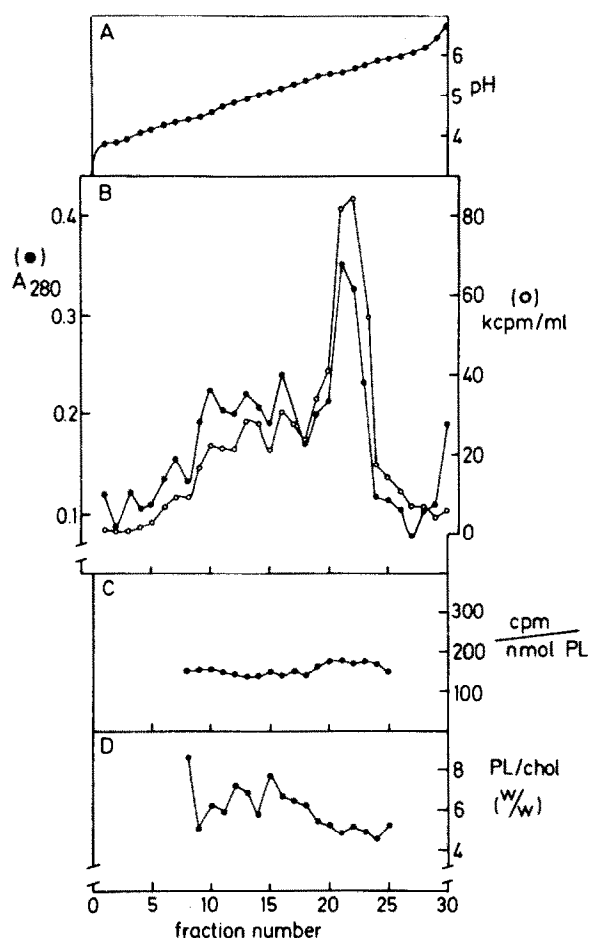 A
6
5
pH
4
B
0.4
80
(●)
A280
60
(o)
kcpm/ml
0.3
40
0.2
20
0.1
0
C
300
cpm
200
nmol PL
100
D
8
PL/chol
6
(w/w)
4
0 5 10 15 20 25 30
fraction number